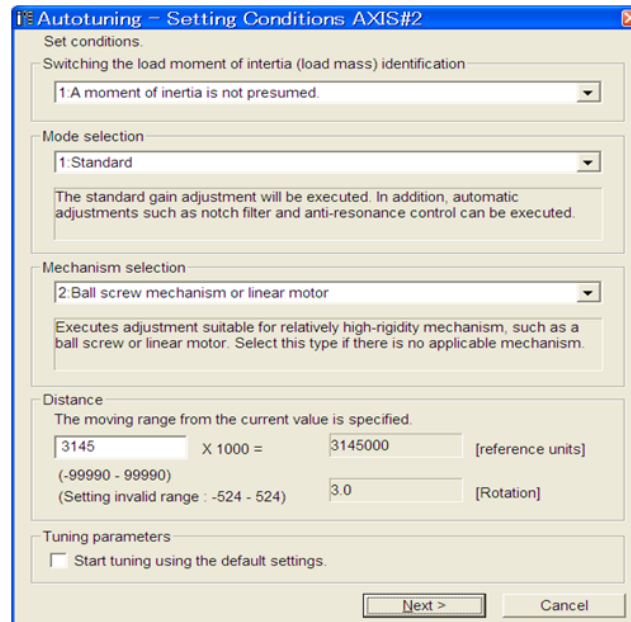 Autotuning - Setting Conditions AXIS#2
Set conditions.
Switching the load moment of inertia (load mass) identification
1:A moment of inertia is not presumed.
Mode selection
1:Standard
The standard gain adjustment will be executed. In addition, automatic
adjustments such as notch filter and anti-resonance control can be executed.
Mechanism selection
2:Ball screw mechanism or linear motor
Executes adjustment suitable for relatively high-rigidity mechanism, such as a
ball screw or linear motor. Select this type if there is no applicable mechanism.
Distance
The moving range from the current value is specified.
3145 X 1000 = 3145000 [reference units]
(-99990 - 99990)
(Setting invalid range : -524 - 524) 3.0 [Rotation]
Tuning parameters
Start tuning using the default settings.
Next > Cancel